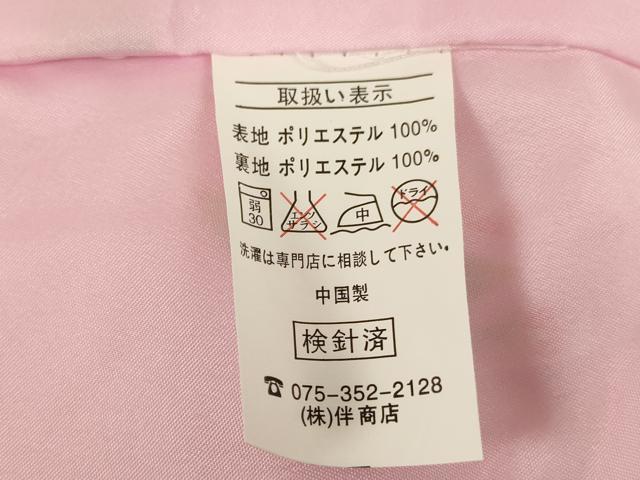 取扱い表示
表地 ポリエステル 100%
裏地 ポリエステル 100%
弱 30 エンソ サラシ 中 ドライ
洗濯は専門店に相談して下さい。
中国製
検針済
☎ 075-352-2128
(株)伴商店